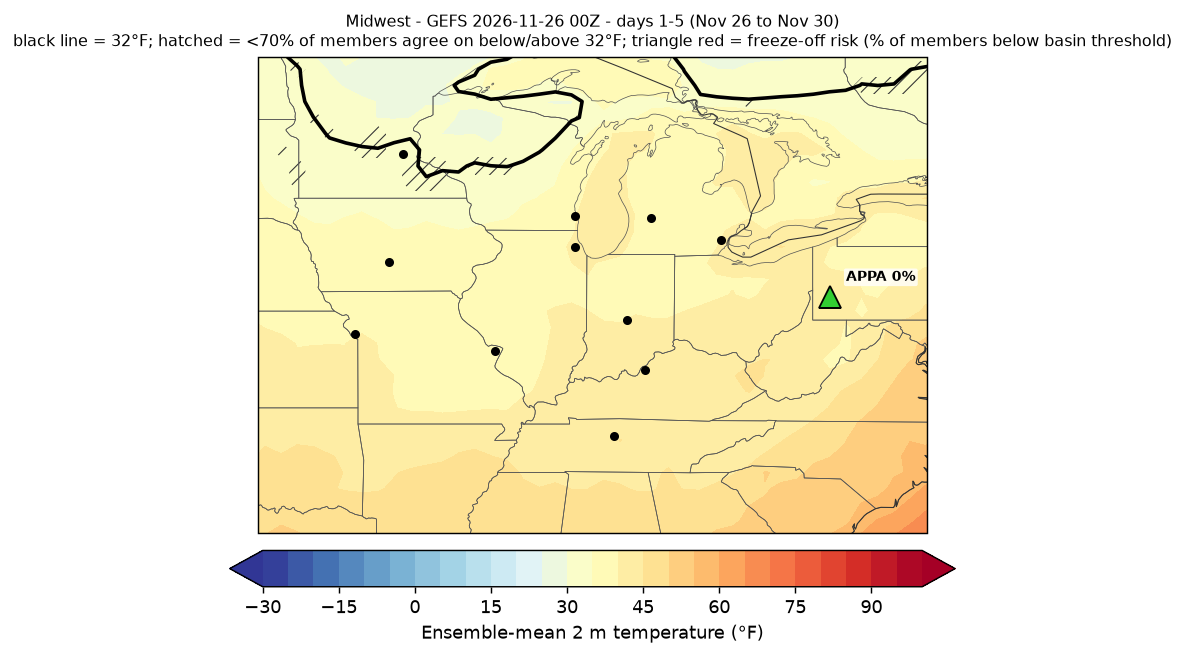 Midwest - GEFS 2026-11-26 00Z - days 1-5 (Nov 26 to Nov 30)
black line = 32°F; hatched = <70% of members agree on below/above 32°F; triangle red = freeze-off risk (% of members below basin threshold)
APPA 0%
−30 −15 0 15 30 45 60 75 90
Ensemble-mean 2 m temperature (°F)